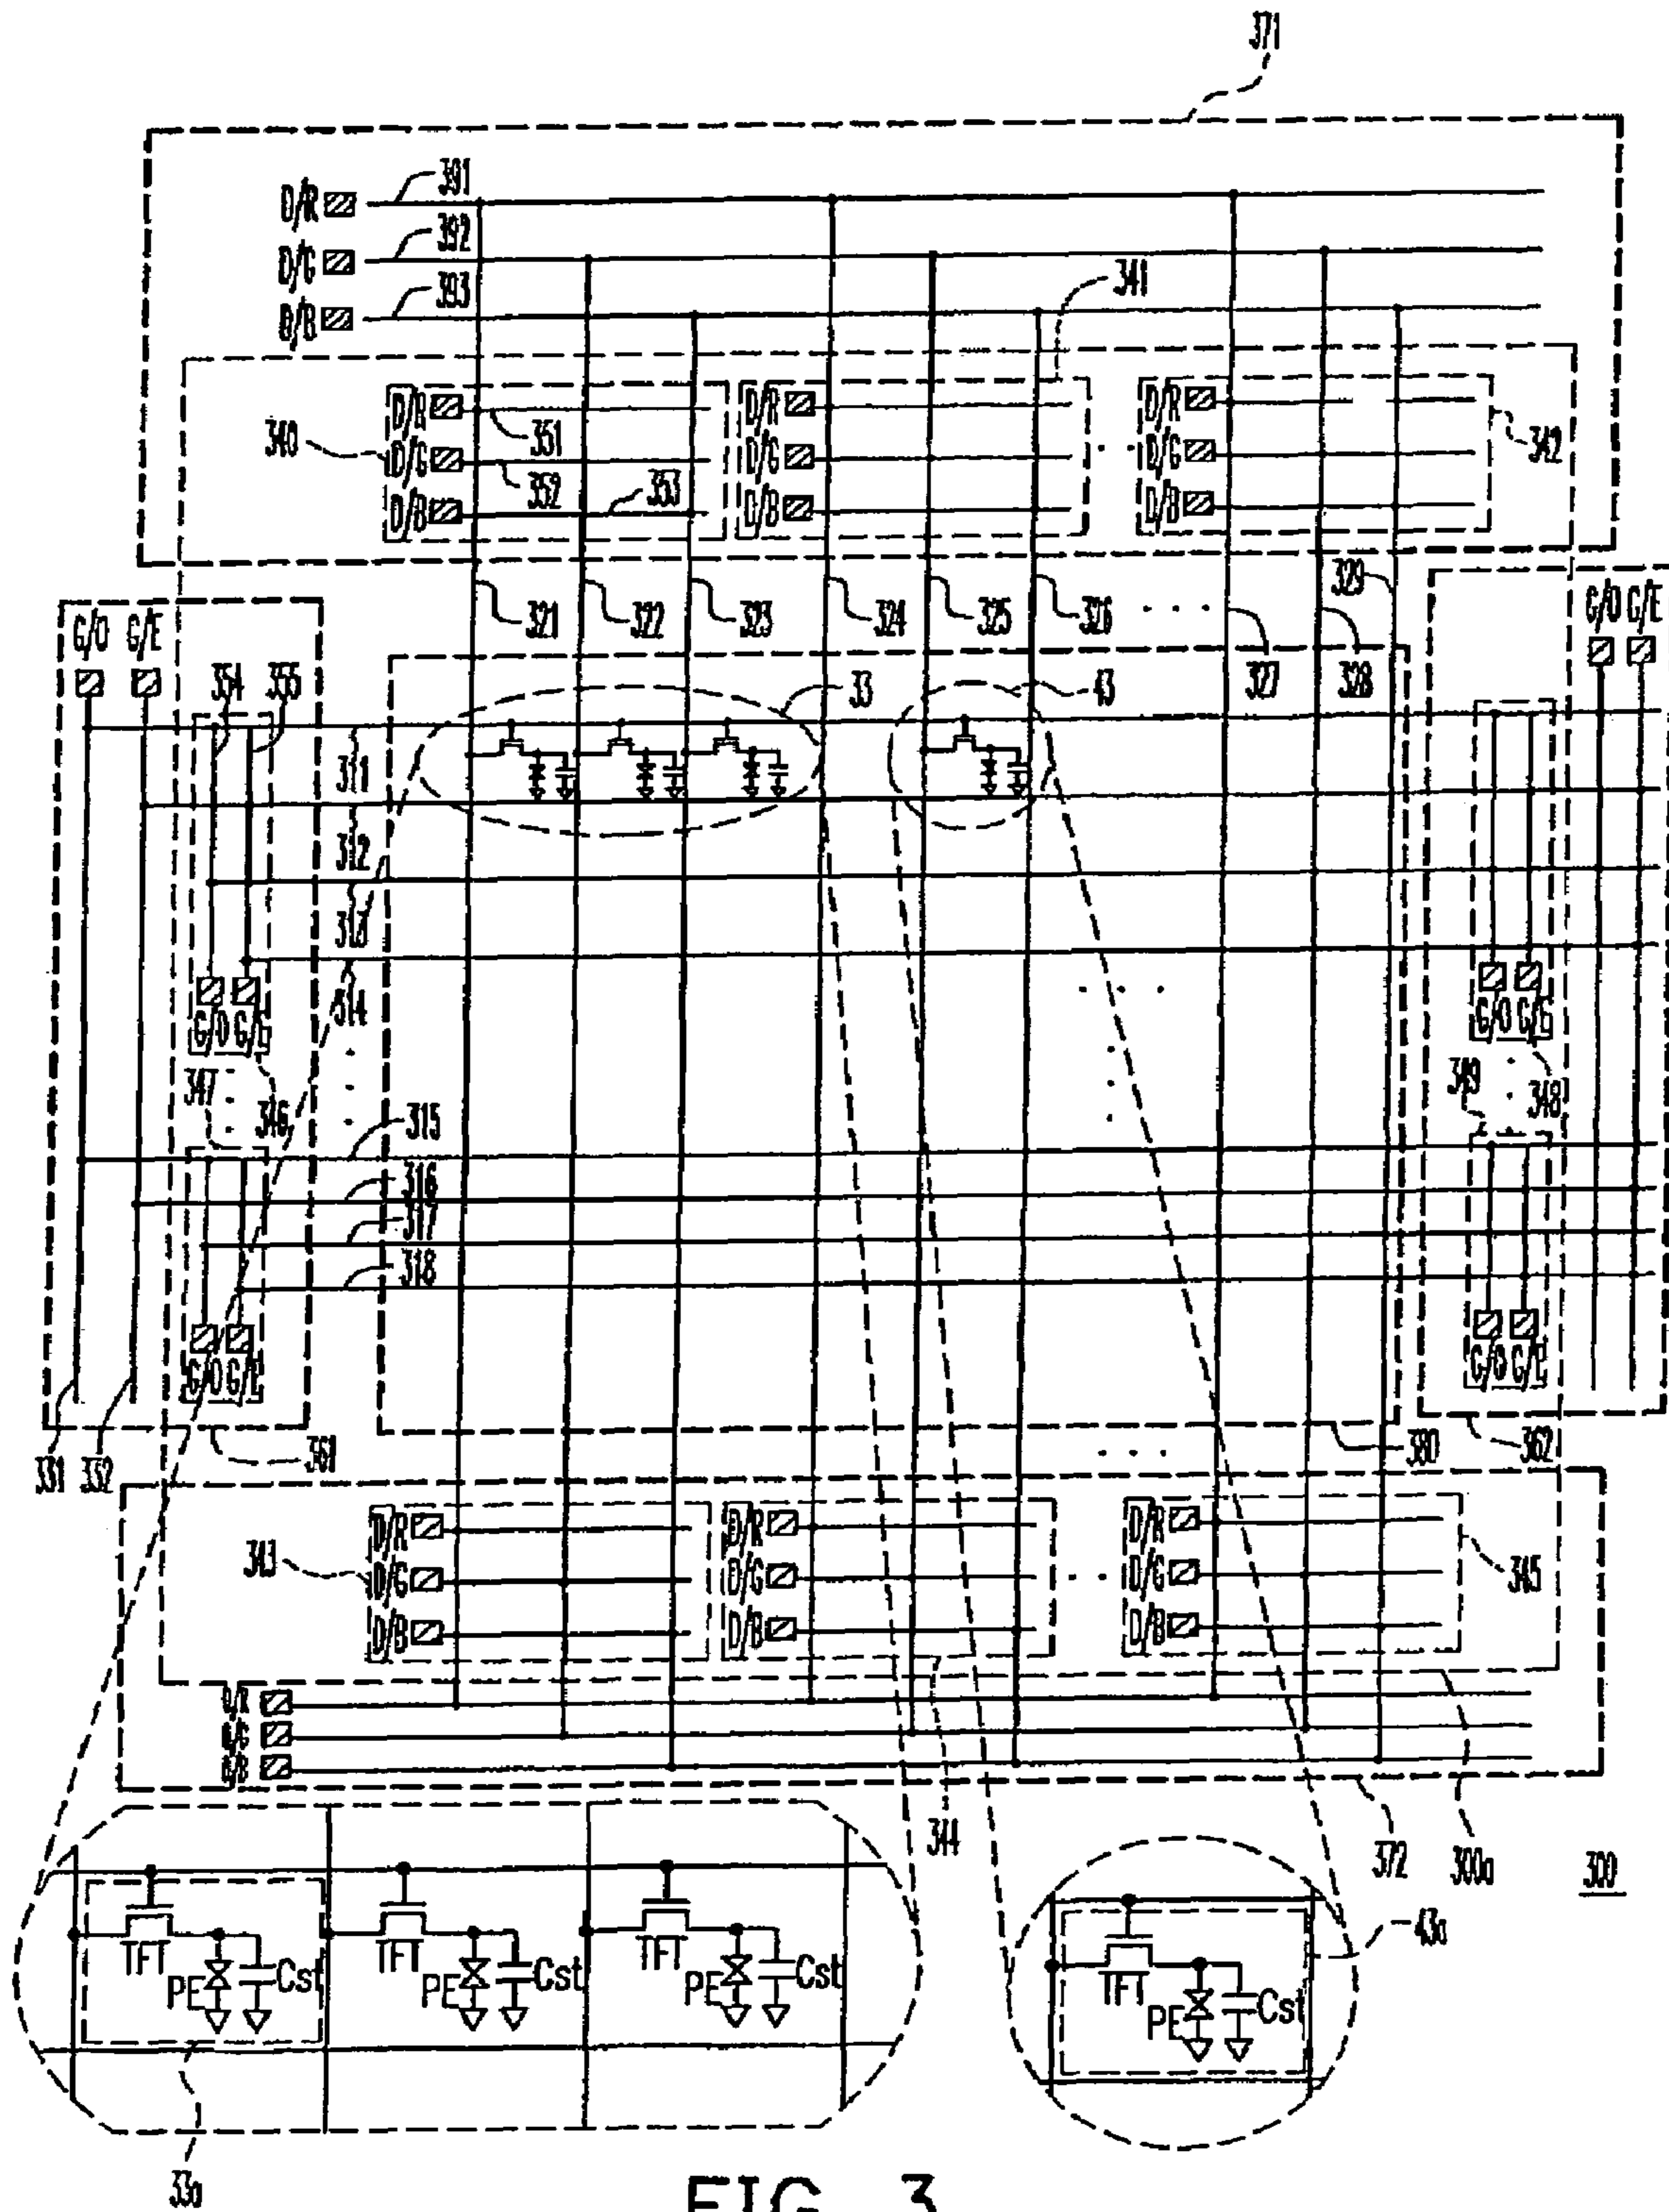 371
D/R 391
D/G 392
D/B 393
341
D/R D/R D/R
340 351 342
D/G D/G D/G
352 353
D/B D/B D/B
329
G/O G/E 321 322 323 324 325 326 327 328 G/O G/E
354 355 33 43
311
312
313
314
G/O G/E G/O G/E
347 346 315 349 348
316
317
318
G/O G/E G/O G/E
331 332 361 380 362
D/R D/R D/R
343 D/G D/G D/G 345
D/B D/B D/B
D/R
D/G
D/B
344 372 300a 300
TFT TFT TFT TFT 43a
PE Cst PE Cst PE Cst PE Cst
33a
FIG. 3